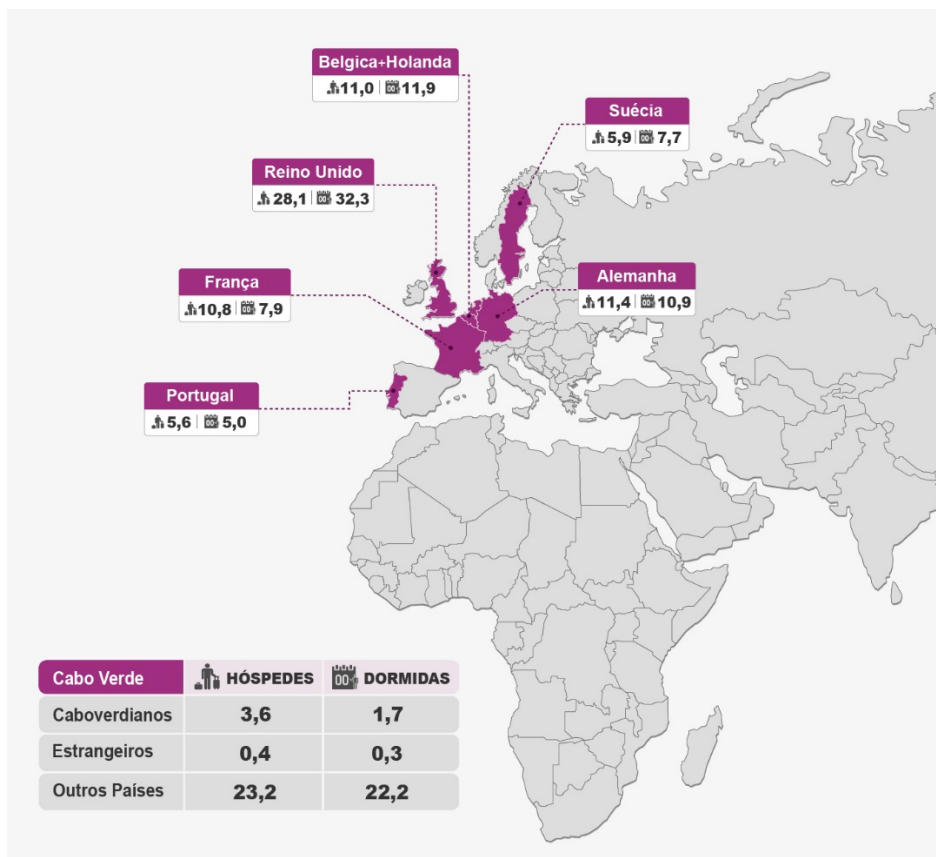 Belgica+Holanda
11,0 | 11,9
Suécia
5,9 | 7,7
Reino Unido
28,1 | 32,3
França
10,8 | 7,9
Alemanha
11,4 | 10,9
Portugal
5,6 | 5,0
Cabo Verde HÓSPEDES DORMIDAS
Caboverdianos 3,6 1,7
Estrangeiros 0,4 0,3
Outros Países 23,2 22,2